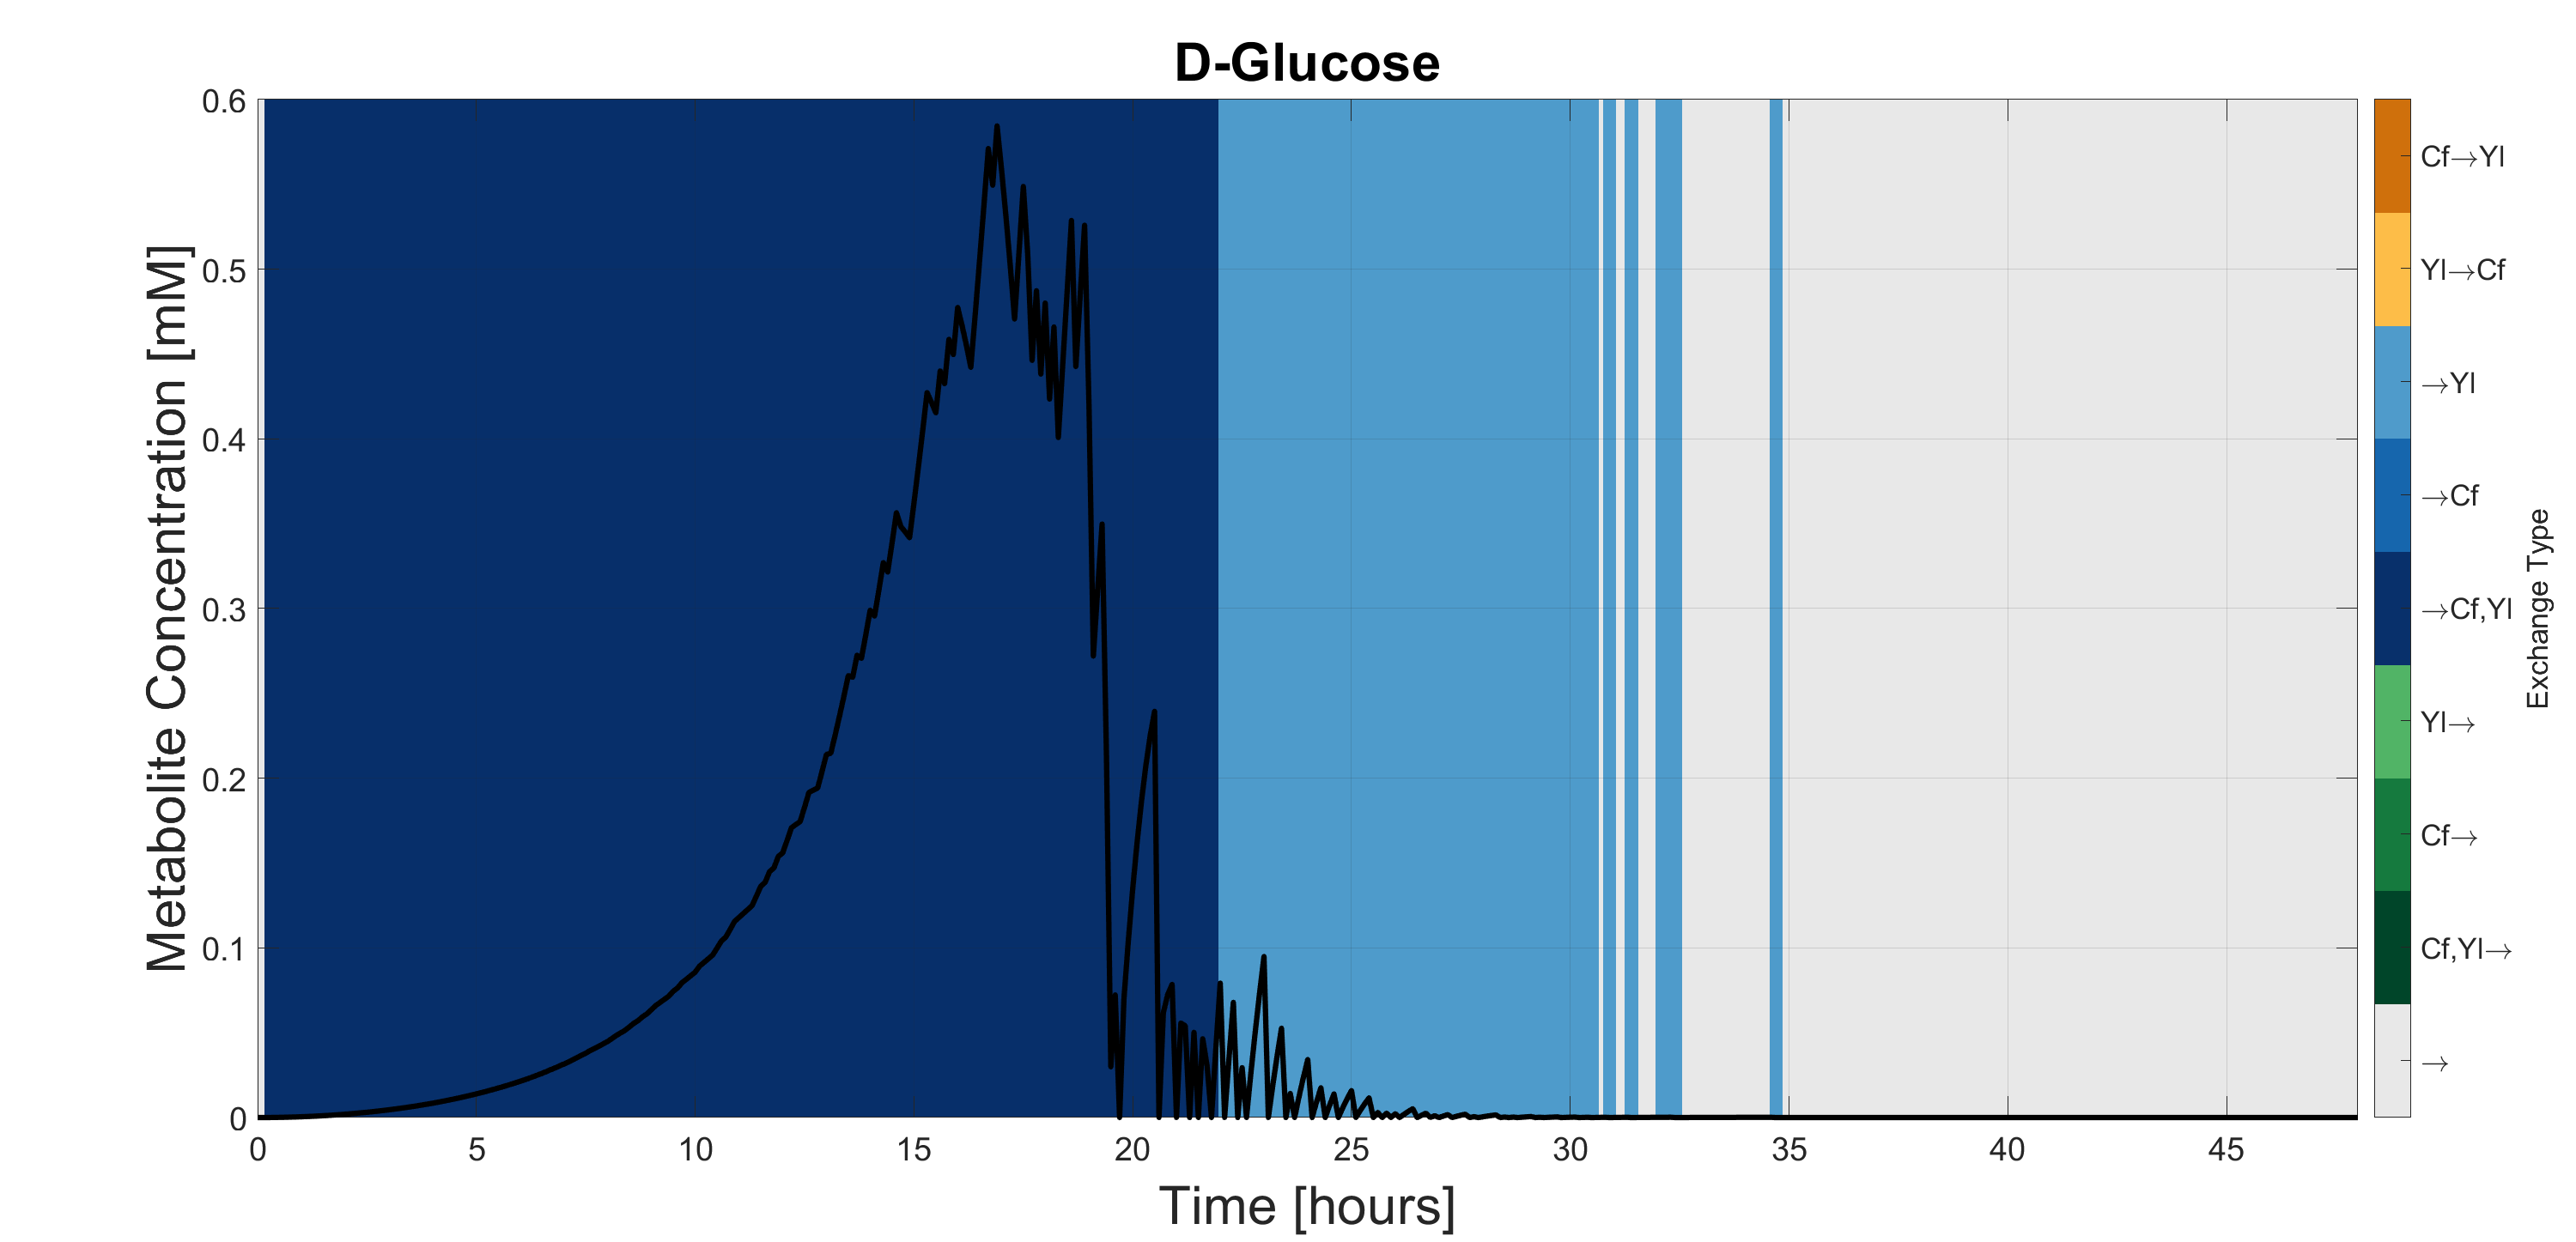 D-Glucose
Metabolite Concentration [mM]
0.6
0.5
0.4
0.3
0.2
0.1
0
0 5 10 15 20 25 30 35 40 45
Time [hours]
Cf→Yl
Yl→Cf
→Yl
→Cf
→Cf,Yl
Yl→
Cf→
Cf,Yl→
→
Exchange Type